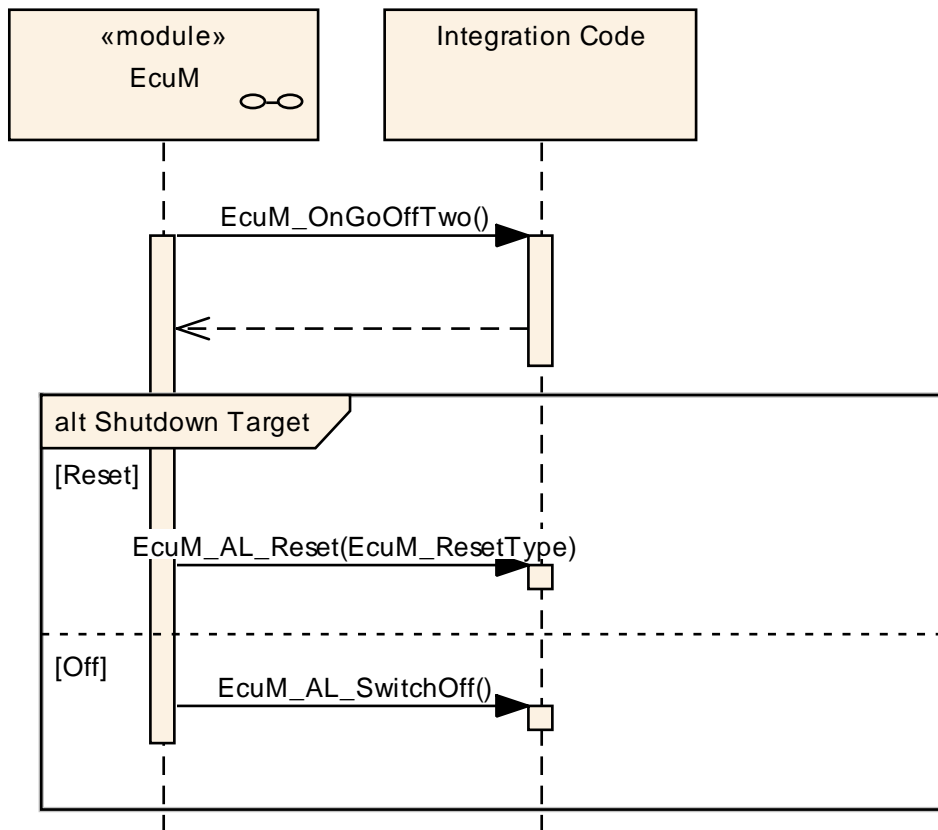 «module»
EcuM
Integration Code
EcuM_OnGoOffTwo()
alt Shutdown Target
[Reset]
EcuM_AL_Reset(EcuM_ResetType)
[Off]
EcuM_AL_SwitchOff()